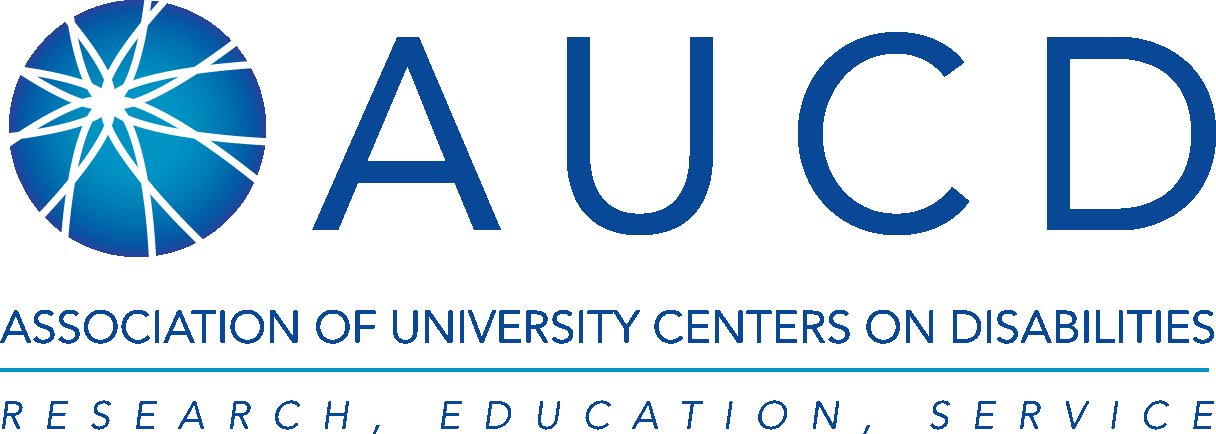 AUCD
ASSOCIATION OF UNIVERSITY CENTERS ON DISABILITIES
RESEARCH, EDUCATION, SERVICE